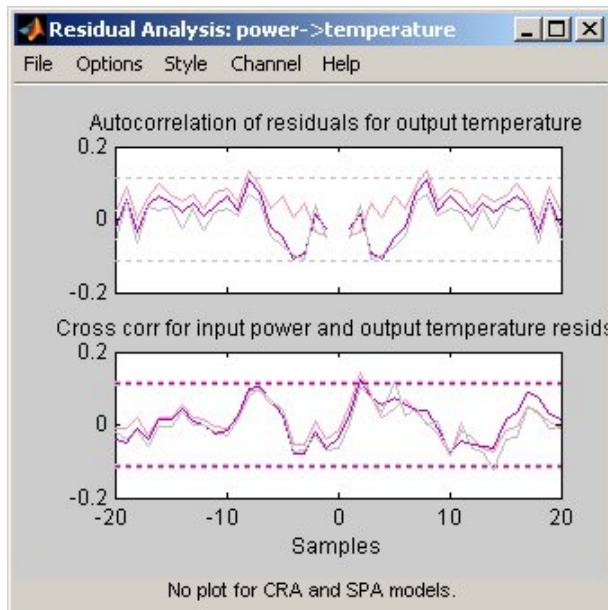 Residual Analysis: power->temperature
File Options Style Channel Help
Autocorrelation of residuals for output temperature
0.2
0
-0.2
Cross corr for input power and output temperature resids
0.2
0
-0.2
-20 -10 0 10 20
Samples
No plot for CRA and SPA models.